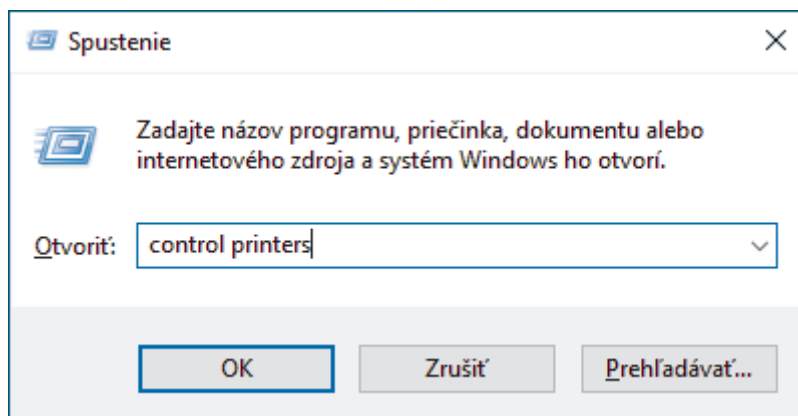 Spustenie
Zadajte názov programu, priečinka, dokumentu alebo
internetového zdroja a systém Windows ho otvorí.
Otvoriť: control printers
OK Zrušiť Prehľadávať...